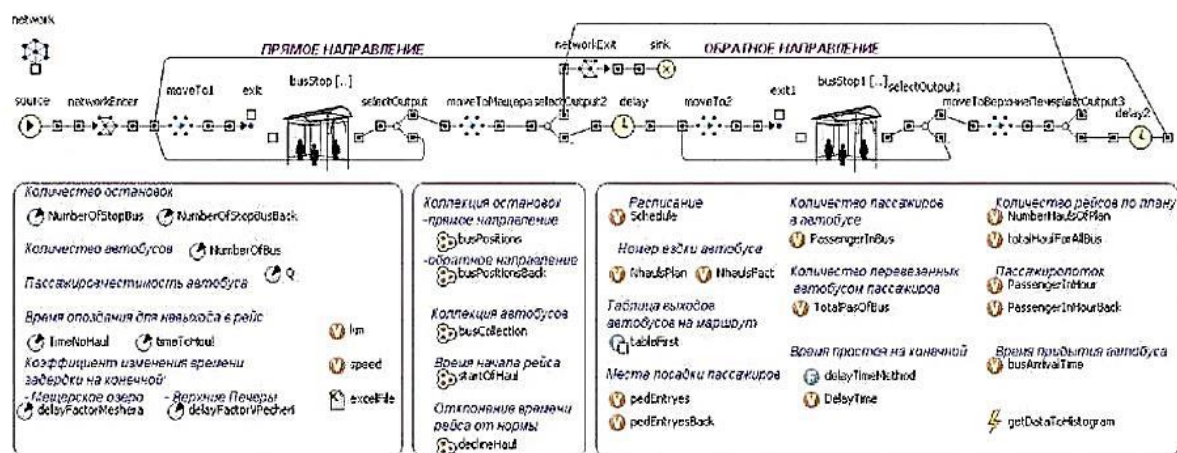 network
ПРЯМОЕ НАПРАВЛЕНИЕ
networkExit sink
ОБРАТНОЕ НАПРАВЛЕНИЕ
source networkEnter moveTo1 exit busStop [..] selectOutput moveToМащера selectOutput2 delay moveTo2 exit1 busStop1 [..] selectOutput1
delay2
Количество остановок
NumberOfStopBus NumberOfStopBusBack
Количество автобусов NumberOfBus
Q
Пассажировместимость автобуса
Время опоздания для невыхода в рейс
TimeNoHaul timeToHoul
Коэффициент изменения времени
задержки на конечной:
- Мещерское озеро - Верхние Печеры
delayFactorMeshera delayFactorVPecheri
km
speed
excelFile
Коллекция остановок
-прямое направление
busPositions
-обратное направление
busPositionsBack
Коллекция автобусов
busCollection
Время начала рейса
startOfHaul
Отклонение времени
рейса от нормы
declineHaul
Расписание
Schedule
Номер ездки автобуса
NhaulsPlan NhaulsFact
Таблица выходов
автобусов на маршрут
tableFirst
Места посадки пассажиров
pedEntryes
pedEntryesBack
Количество пассажиров
в автобусе
PassengerInBus
Количество перевезенных
автобусом пассажиров
TotalPasOfBus
Время простоя на конечной
delayTimeMethod
DelayTime
Количество рейсов по плану
NumberHaulsOfPlan
totalHaulForAllBus
Пассажиропоток
PassengerInHour
PassengerInHourBack
Время прибытия автобуса
busArrivalTime
getDataToHistogram